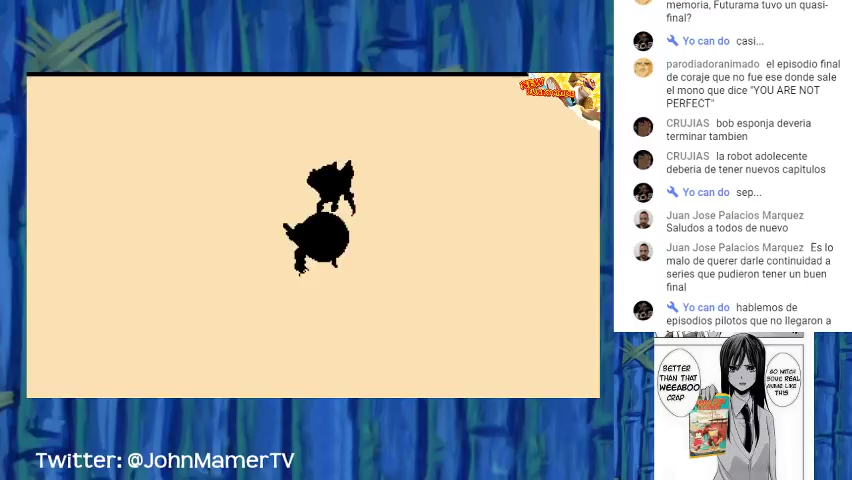 NEW
memoria, Futurama tuvo un quasi-
final?
Yo can do casi...
parodiadoranimado el episodio final
de coraje que no fue ese donde sale
el mono que dice "YOU ARE NOT
PERFECT"
CRUJIAS bob esponja deveria
terminar tambien
CRUJIAS la robot adolecente
deberia de tener nuevos capitulos
Yo can do sep...
Juan Jose Palacios Marquez
Saludos a todos de nuevo
Juan Jose Palacios Marquez Es lo
malo de querer darle continuidad a
series que pudieron tener un buen
final
Yo can do hablemos de
episodios pilotos que no llegaron a
BETTER
THAN THAT
WEEABOO
CRAP
GO WATCH
SOME REAL
ANIME LIKE
THIS
Twitter: @JohnMamerTV